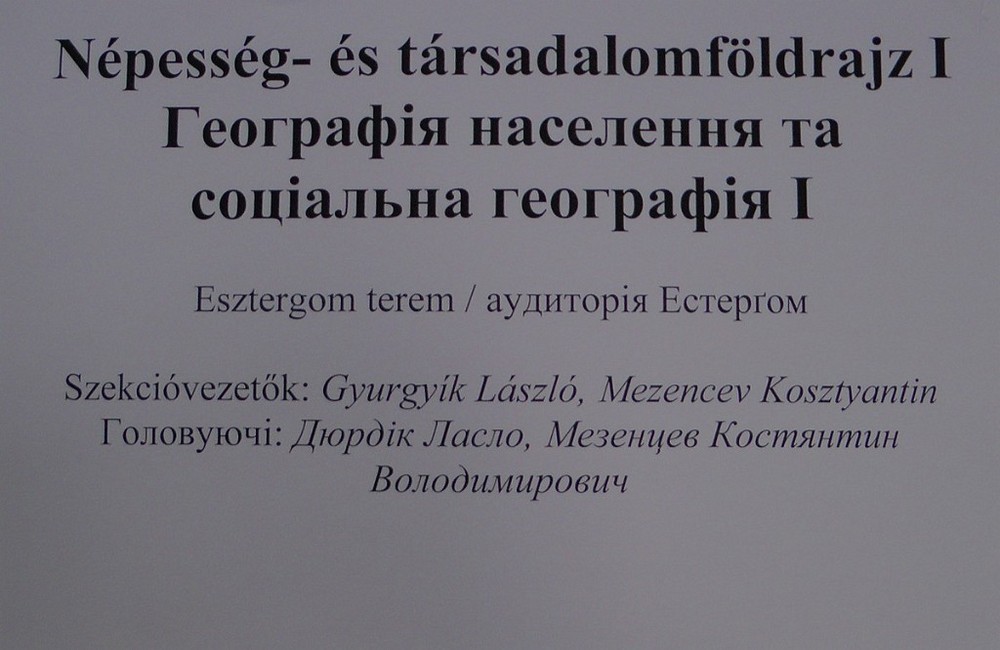 Népesség- és társadalomföldrajz I
Географія населення та
соціальна географія I
Esztergom terem / аудиторія Естерґом
Szekcióvezetők: Gyurgyík László, Mezencev Kosztyantin
Головуючі: Дюрдік Ласло, Мезенцев Костянтин
Володимирович